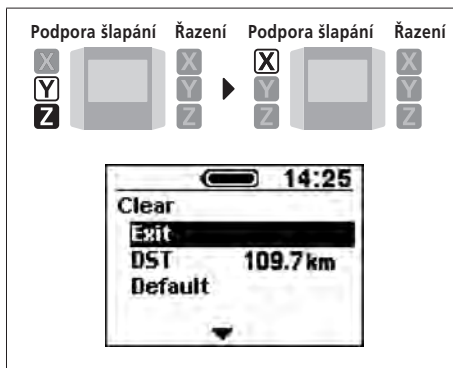 Podpora šlapání Řazení Podpora šlapání Řazení
X X X X
Y Y Y Y
Z Z Z Z
14:25
Clear
Exit
DST 109.7km
Default